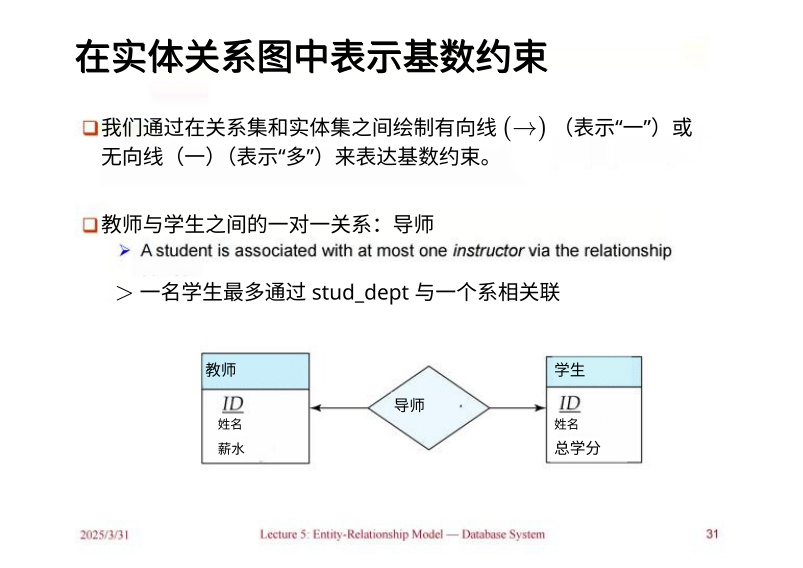 在实体关系图中表示基数约束
我们通过在关系集和实体集之间绘制有向线 (→) （表示“一”）或
无向线（一）（表示“多”）来表达基数约束。
教师与学生之间的一对一关系：导师
A student is associated with at most one instructor via the relationship
> 一名学生最多通过 stud_dept 与一个系相关联
教师
ID
姓名
薪水
导师
学生
ID
姓名
总学分
2025/3/31
Lecture 5: Entity-Relationship Model — Database System
31